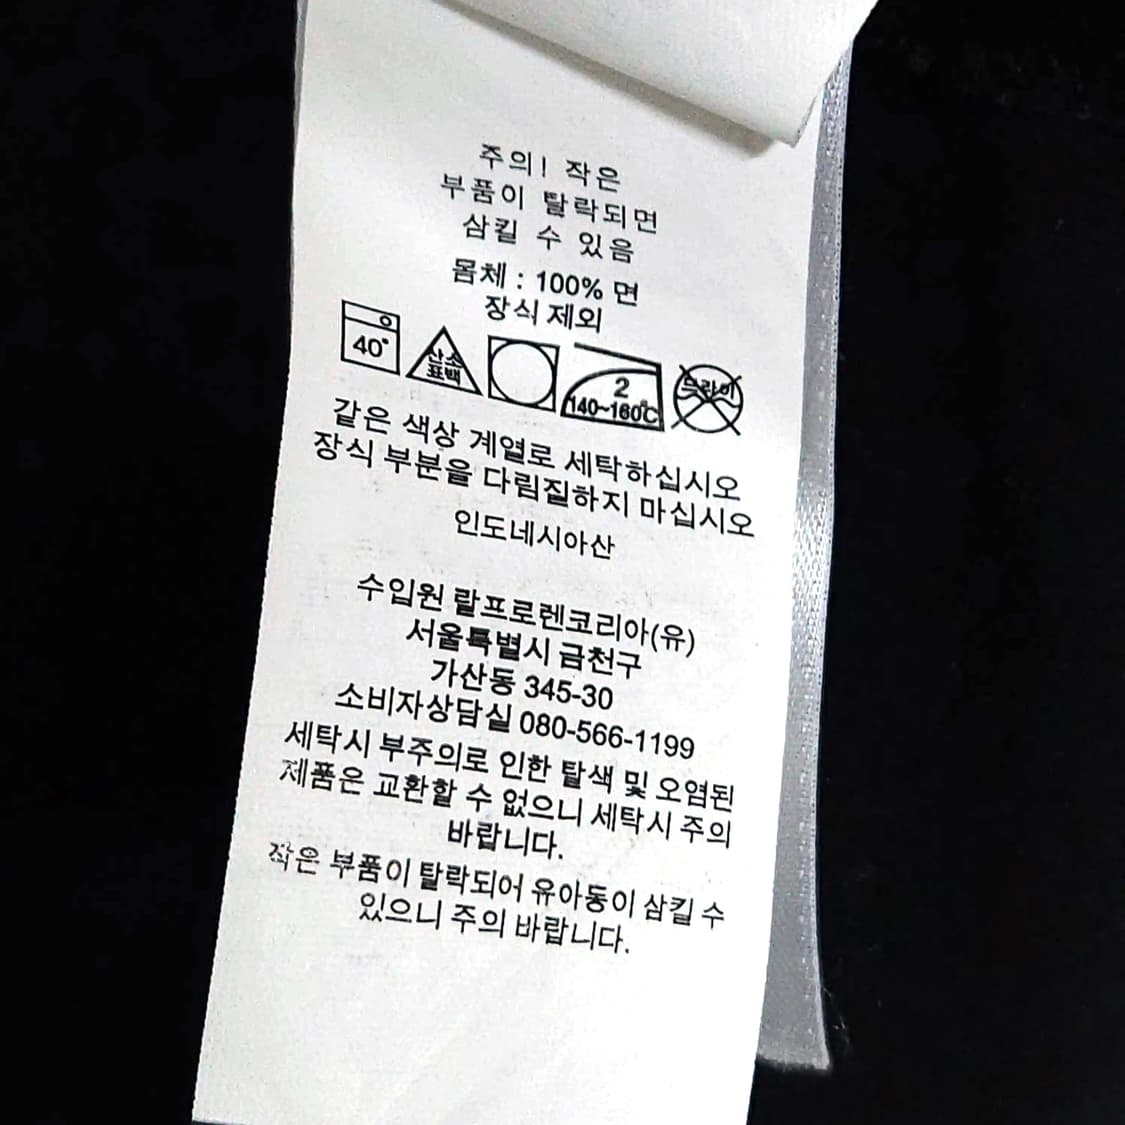 주의! 작은
부품이 탈락되면
삼킬 수 있음
몸체 : 100% 면
장식 제외
40°
산소
표백
2
140~160℃
드라이
같은 색상 계열로 세탁하십시오
장식 부분을 다림질하지 마십시오
인도네시아산
수입원 랄프로렌코리아(유)
서울특별시 금천구
가산동 345-30
소비자상담실 080-566-1199
세탁시 부주의로 인한 탈색 및 오염된
제품은 교환할 수 없으니 세탁시 주의
바랍니다.
작은 부품이 탈락되어 유아동이 삼킬 수
있으니 주의 바랍니다.